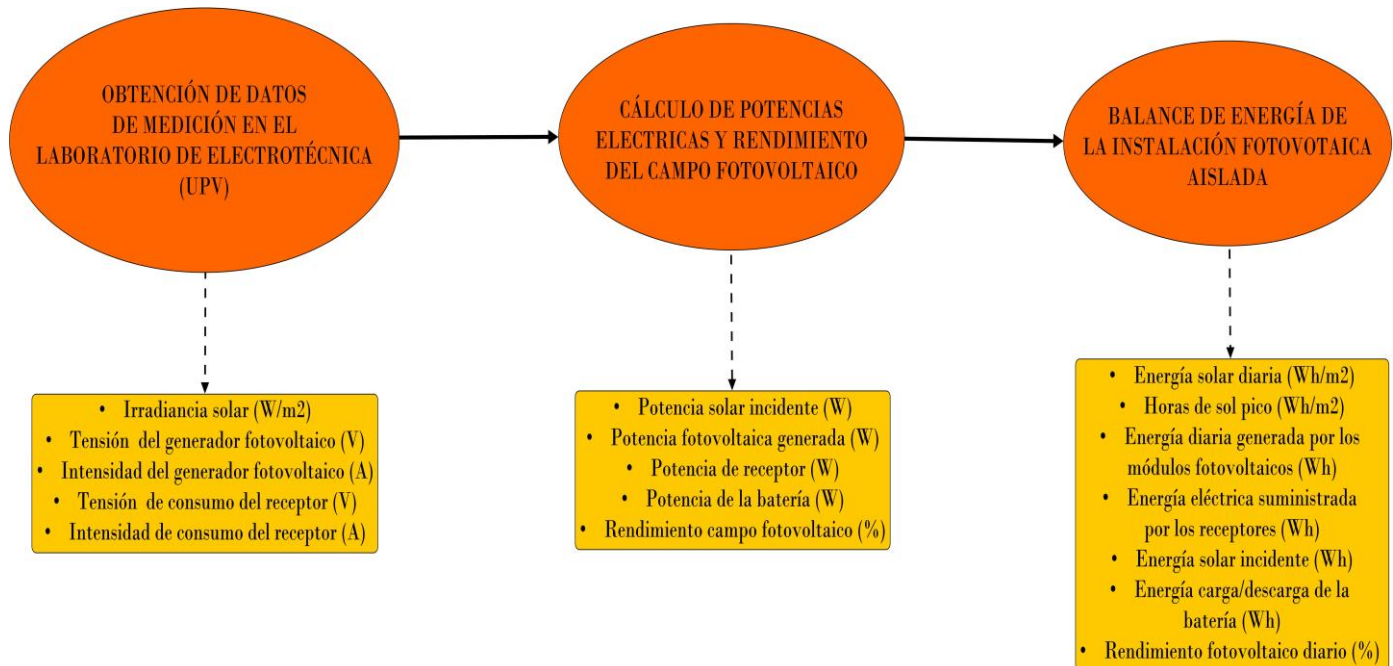 OBTENCIÓN DE DATOS
DE MEDICIÓN EN EL
LABORATORIO DE ELECTROTÉCNICA
(UPV)
CÁLCULO DE POTENCIAS
ELECTRICAS Y RENDIMIENTO
DEL CAMPO FOTOVOLTAICO
BALANCE DE ENERGÍA DE
LA INSTALACIÓN FOTOVOTAICA
AISLADA
• Irradiancia solar (W/m2)
• Tensión del generador fotovoltaico (V)
• Intensidad del generador fotovoltaico (A)
• Tensión de consumo del receptor (V)
• Intensidad de consumo del receptor (A)
• Potencia solar incidente (W)
• Potencia fotovoltaica generada (W)
• Potencia de receptor (W)
• Potencia de la batería (W)
• Rendimiento campo fotovoltaico (%)
• Energía solar diaria (Wh/m2)
• Horas de sol pico (Wh/m2)
• Energía diaria generada por los
módulos fotovoltaicos (Wh)
• Energía eléctrica suministrada
por los receptores (Wh)
• Energía solar incidente (Wh)
• Energía carga/descarga de la
batería (Wh)
• Rendimiento fotovoltaico diario (%)